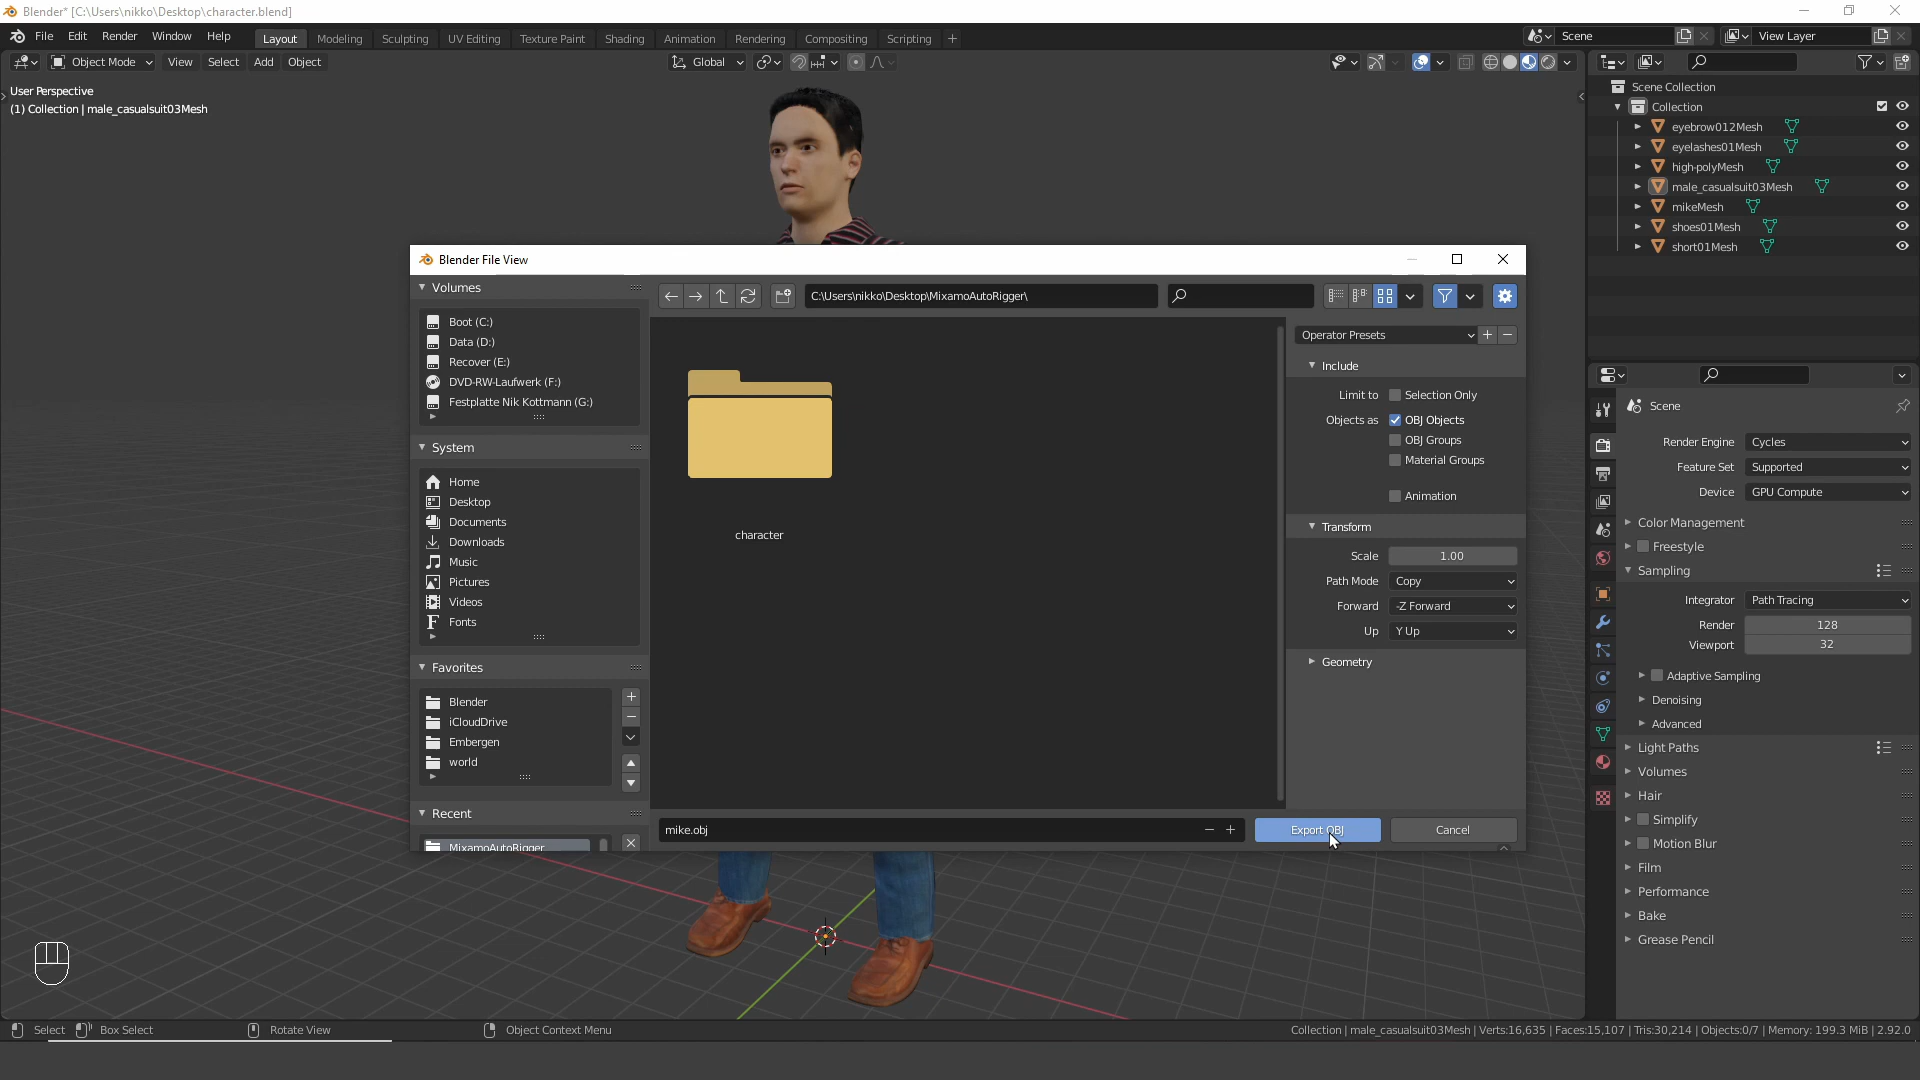 Blender* [C:\Users\nikko\Desktop\character.blend]
File Edit Render Window Help
Layout Modeling Sculpting UV Editing Texture Paint Shading Animation Rendering Compositing Scripting +
Scene
View Layer
Object Mode View Select Add Object
Global
User Perspective
(1) Collection | male_casualsuit03Mesh
Scene Collection
Collection
eyebrow012Mesh
eyelashes01Mesh
high-polyMesh
male_casualsuit03Mesh
mikeMesh
shoes01Mesh
short01Mesh
Blender File View
Volumes
Boot (C:)
Data (D:)
Recover (E:)
DVD-RW-Laufwerk (F:)
Festplatte Nik Kottmann (G:)
System
Home
Desktop
Documents
Downloads
Music
Pictures
Videos
Fonts
Favorites
Blender
iCloudDrive
Embergen
world
Recent
MixamoAutoRigger
C:\Users\nikko\Desktop\MixamoAutoRigger\
character
mike.obj
Export OBJ
Cancel
Operator Presets
Include
Limit to Selection Only
Objects as OBJ Objects
OBJ Groups
Material Groups
Animation
Transform
Scale 1.00
Path Mode Copy
Forward -Z Forward
Up Y Up
Geometry
Scene
Render Engine Cycles
Feature Set Supported
Device GPU Compute
Color Management
Freestyle
Sampling
Integrator Path Tracing
Render 128
Viewport 32
Adaptive Sampling
Denoising
Advanced
Light Paths
Volumes
Hair
Simplify
Motion Blur
Film
Performance
Bake
Grease Pencil
Select Box Select Rotate View Object Context Menu
Collection | male_casualsuit03Mesh | Verts:16,635 | Faces:15,107 | Tris:30,214 | Objects:0/7 | Memory: 199.3 MiB | 2.92.0